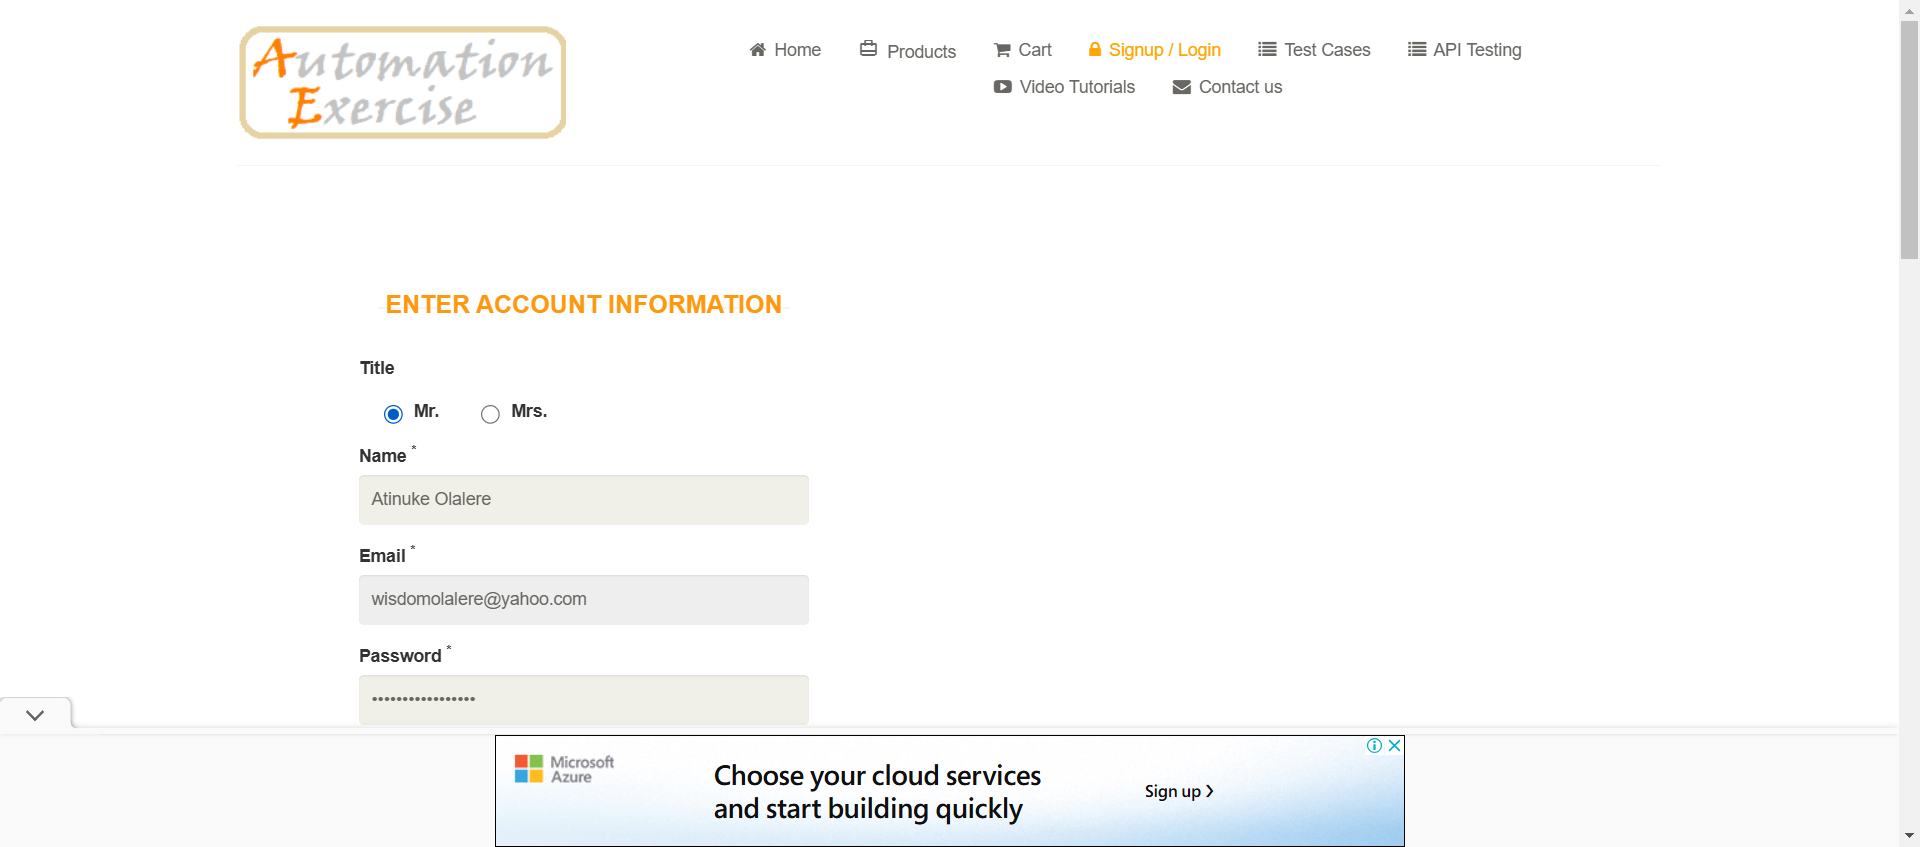 Automation
Exercise
Home
Products
Cart
Signup / Login
Test Cases
API Testing
Video Tutorials
Contact us
ENTER ACCOUNT INFORMATION
Title
Mr.
Mrs.
Name *
Atinuke Olalere
Email *
wisdomolalere@yahoo.com
Password *
•••••••••••••••••
Microsoft
Azure
Choose your cloud services
and start building quickly
Sign up